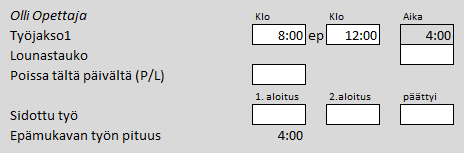 Olli Opettaja Klo Klo Aika
Työjakso1 8:00 ep 12:00 4:00
Lounastauko
Poissa tältä päivältä (P/L)
1. aloitus 2.aloitus päättyi
Sidottu työ
Epämukavan työn pituus 4:00